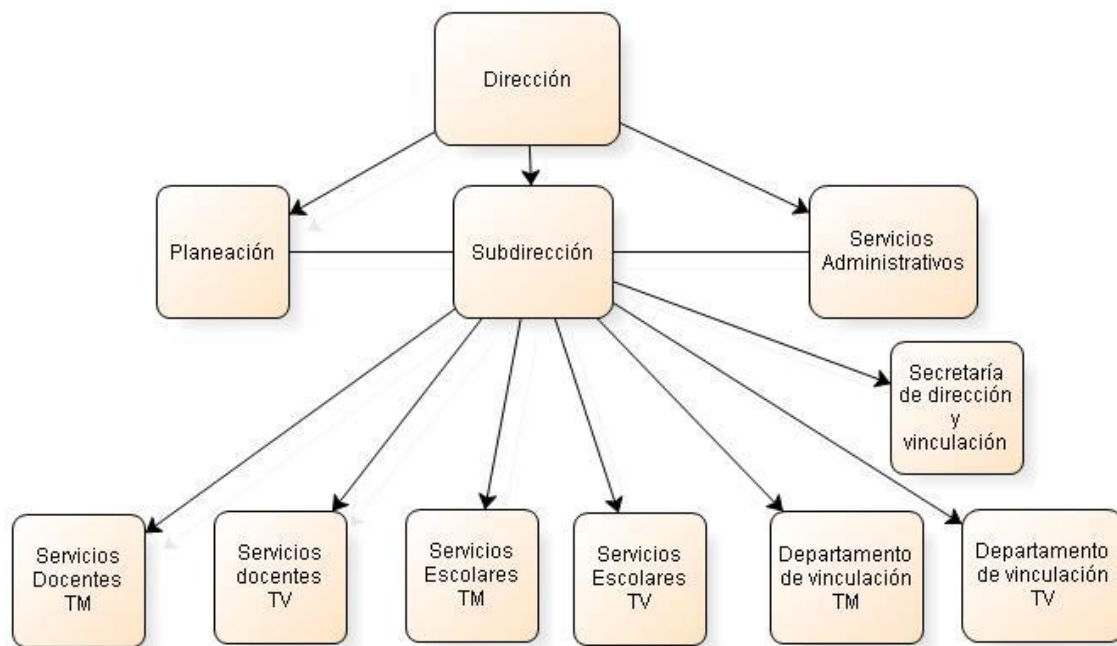 Dirección
Planeación
Subdirección
Servicios
Administrativos
Secretaría
de dirección
y
vinculación
Servicios
Docentes
TM
Servicios
docentes
TV
Servicios
Escolares
TM
Servicios
Escolares
TV
Departamento
de vinculación
TM
Departamento
de vinculación
TV